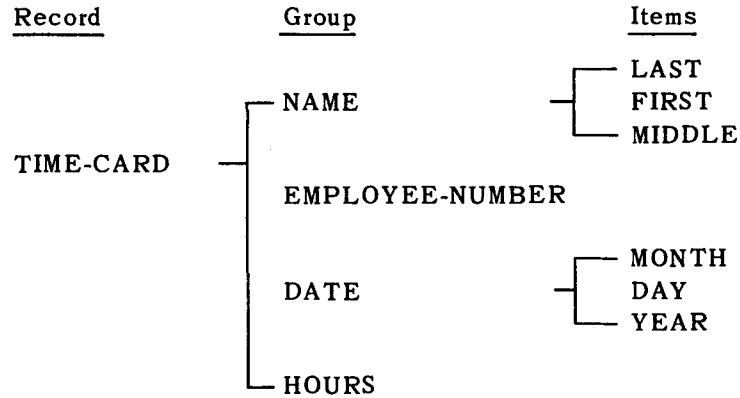 Record Group Items
LAST
NAME FIRST
MIDDLE
TIME-CARD
EMPLOYEE-NUMBER
MONTH
DATE DAY
YEAR
HOURS